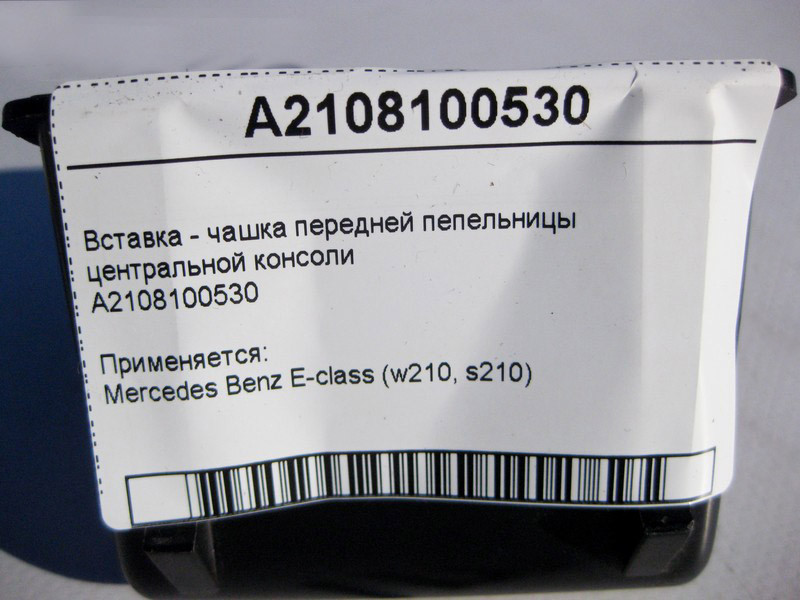 A2108100530
Вставка - чашка передней пепельницы
центральной консоли
A2108100530
Применяется:
Mercedes Benz E-class (w210, s210)